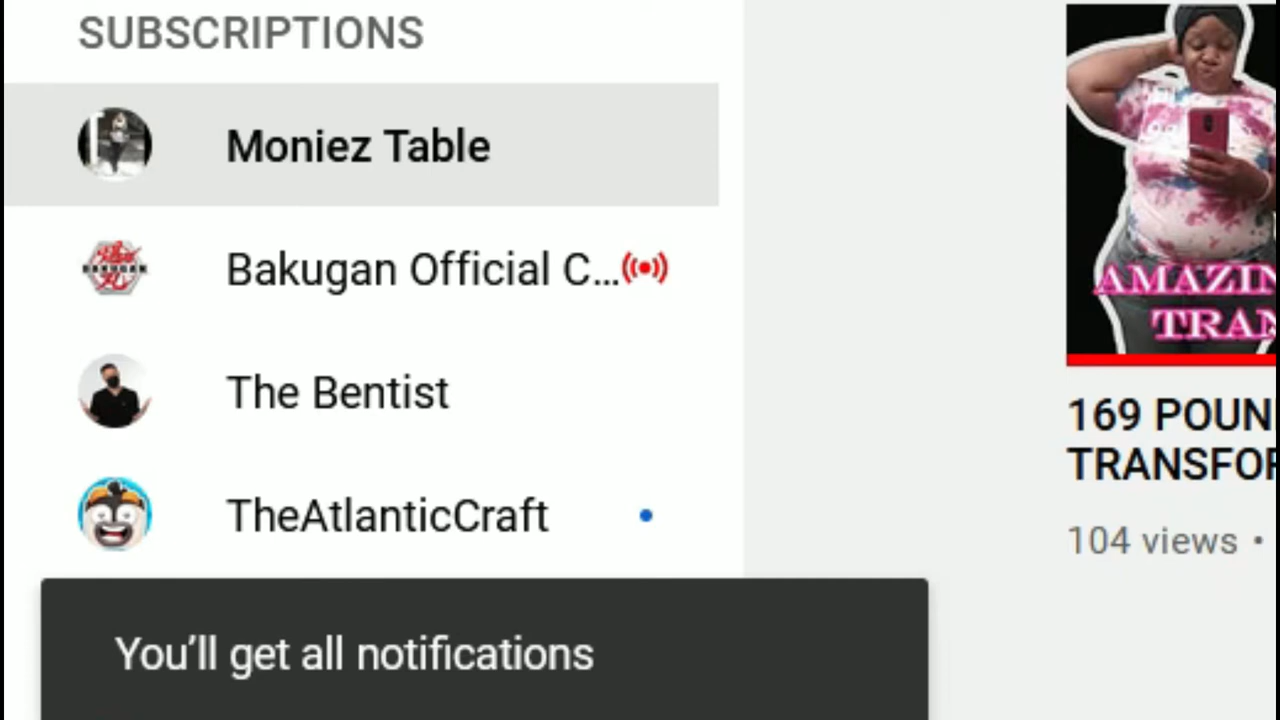 SUBSCRIPTIONS
Moniez Table
BAKUGAN
Bakugan Official C...
The Bentist
TheAtlanticCraft
You'll get all notifications
AMAZIN
TRAN
169 POUN
TRANSFOR
104 views •